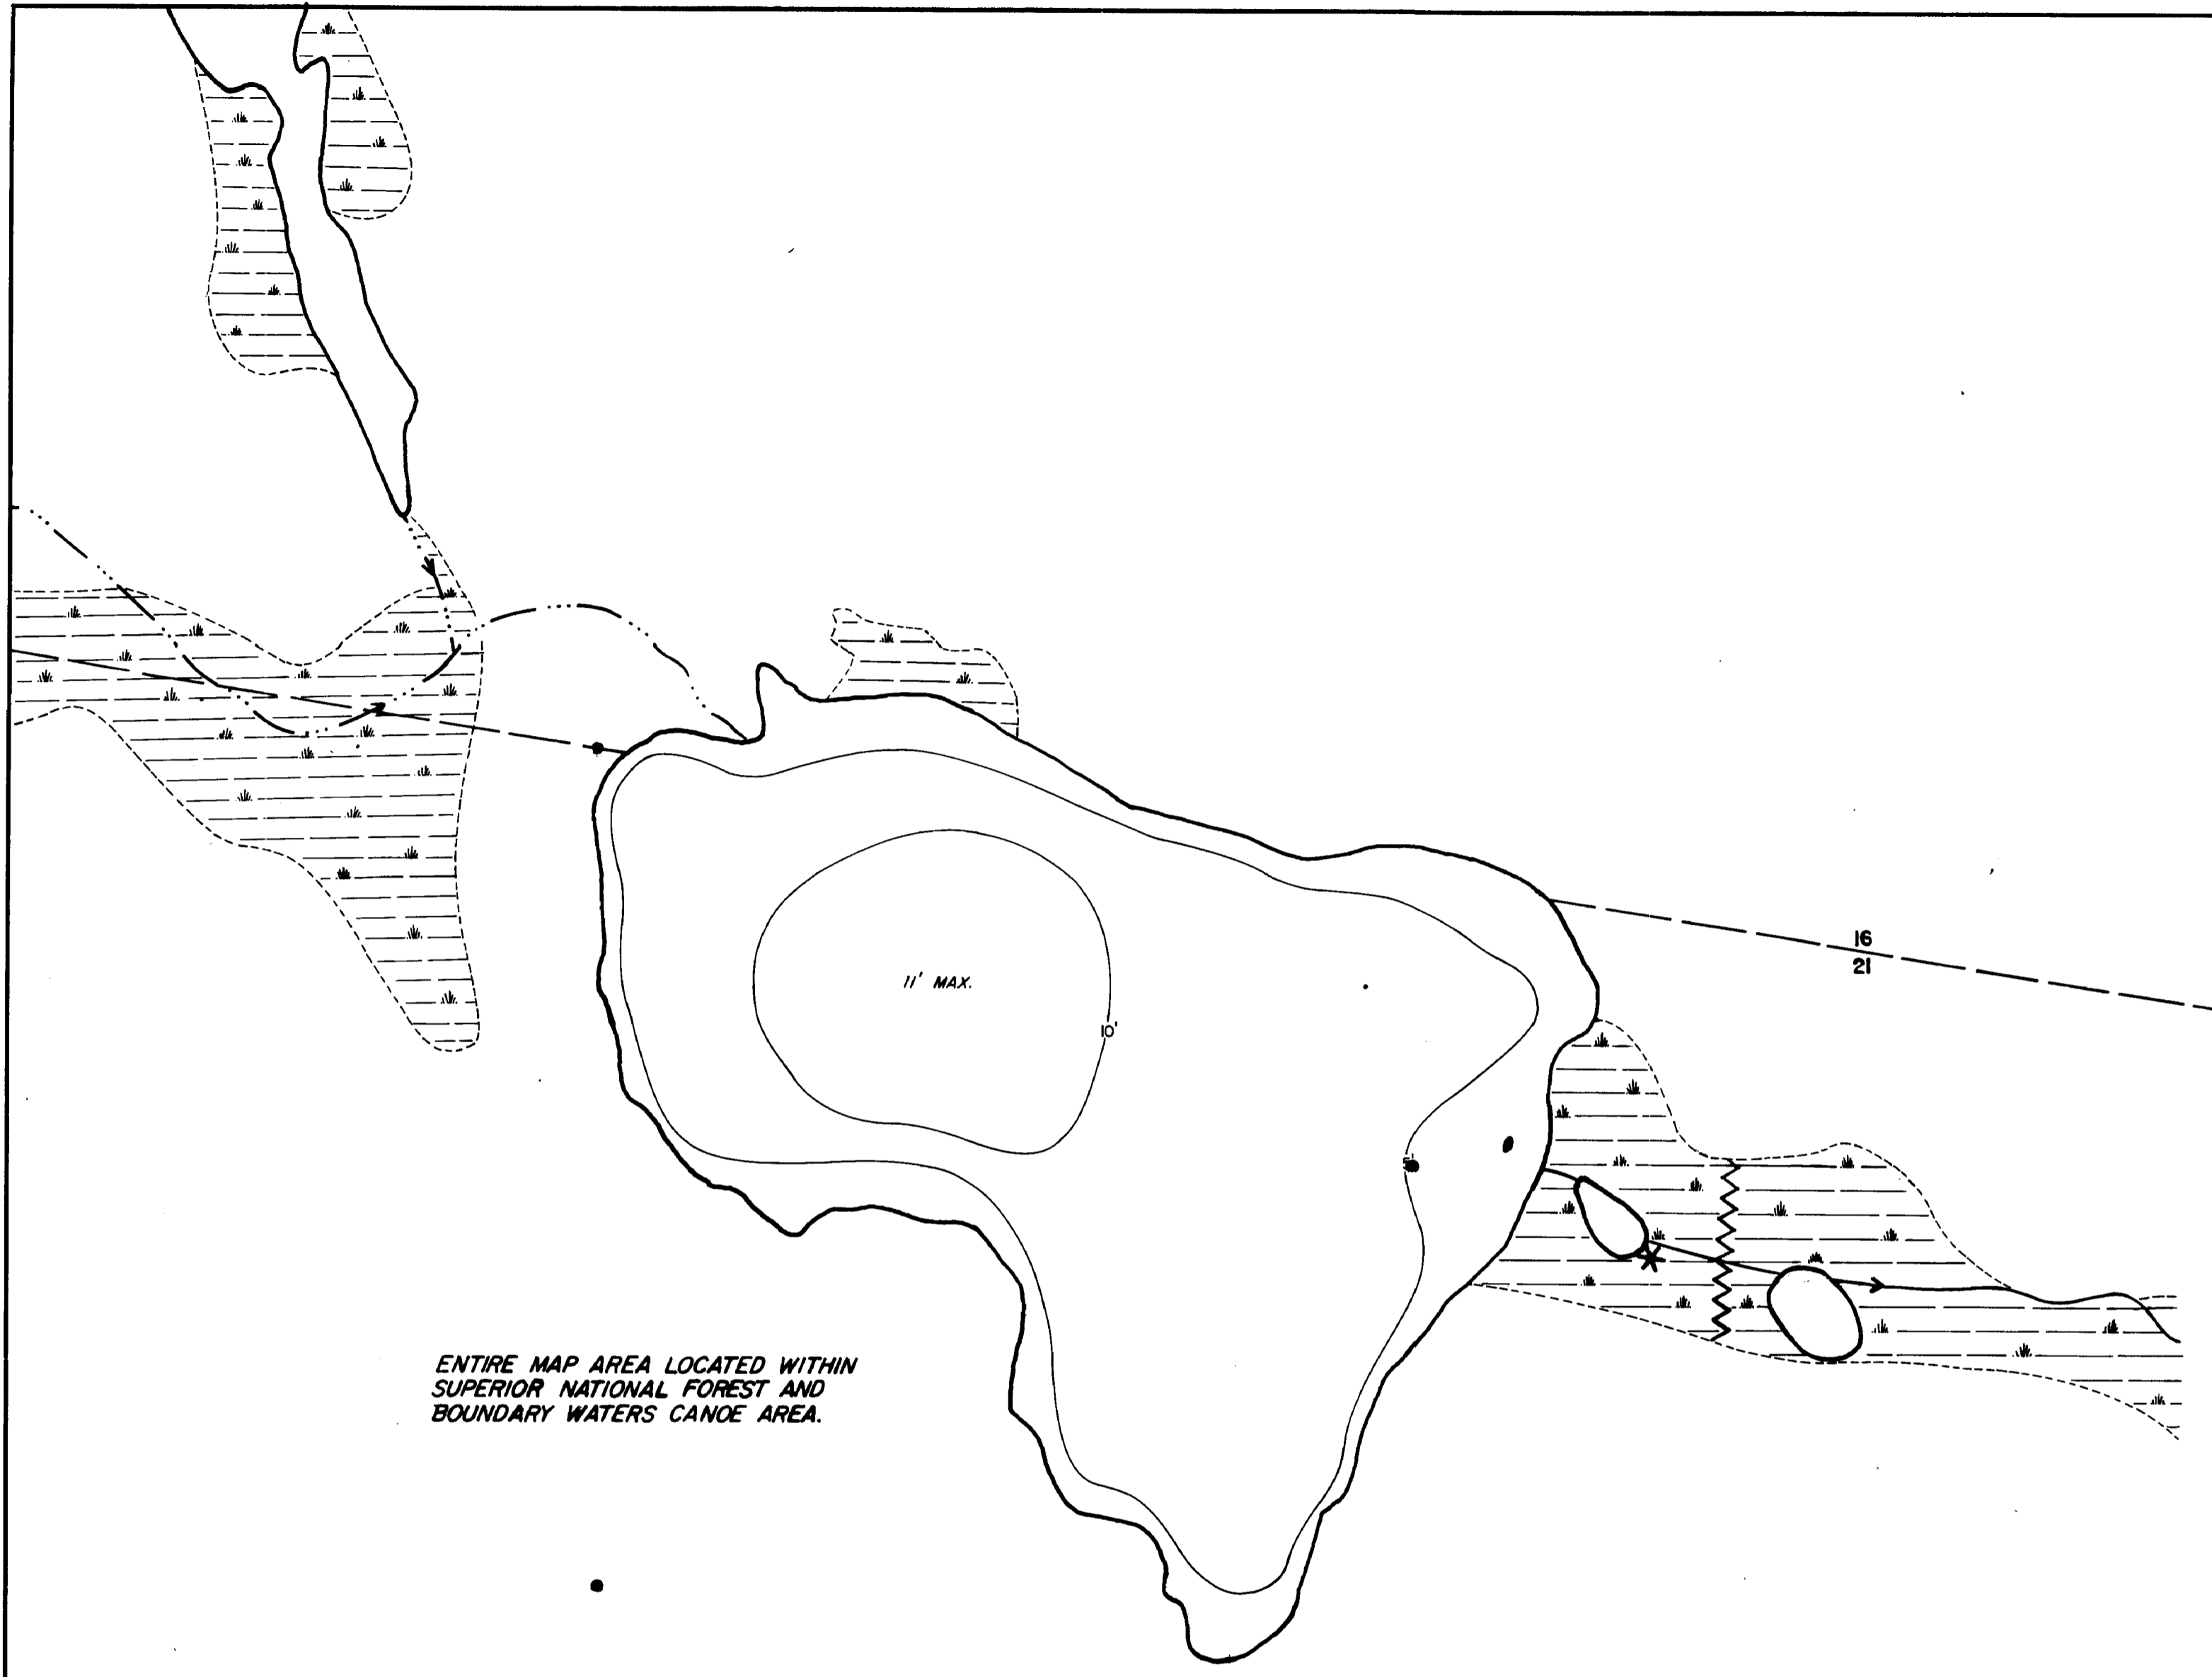 16
21
11' MAX.
10'
5'
ENTIRE MAP AREA LOCATED WITHIN
SUPERIOR NATIONAL FOREST AND
BOUNDARY WATERS CANOE AREA.